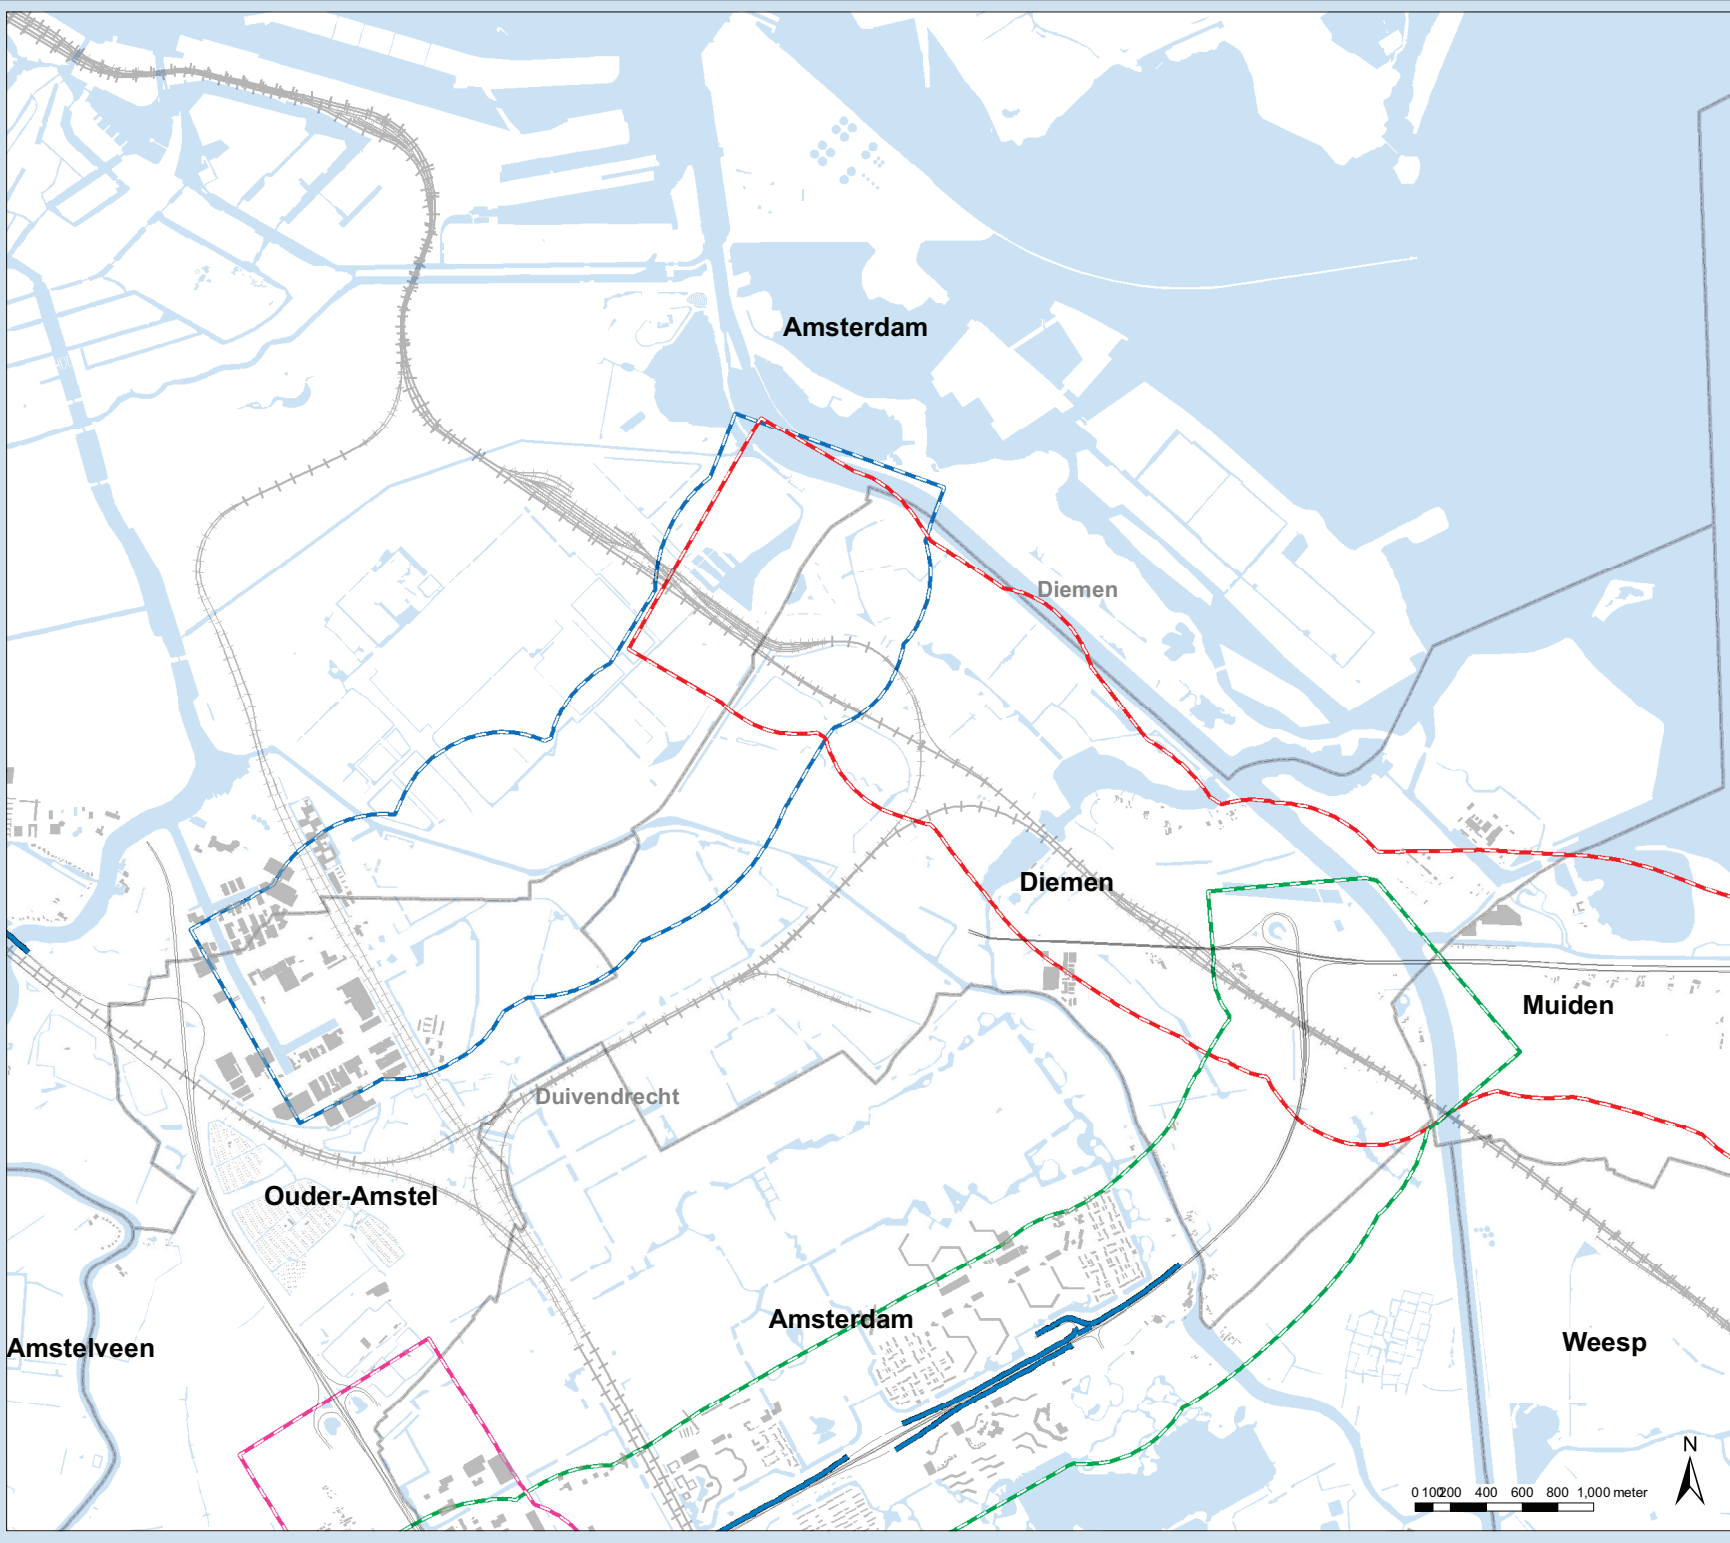 Amsterdam
Diemen
Diemen
Muiden
Duivendrecht
Ouder-Amstel
Amsterdam
Amstelveen
Weesp
N
0 100 200 400 600 800 1,000 meter